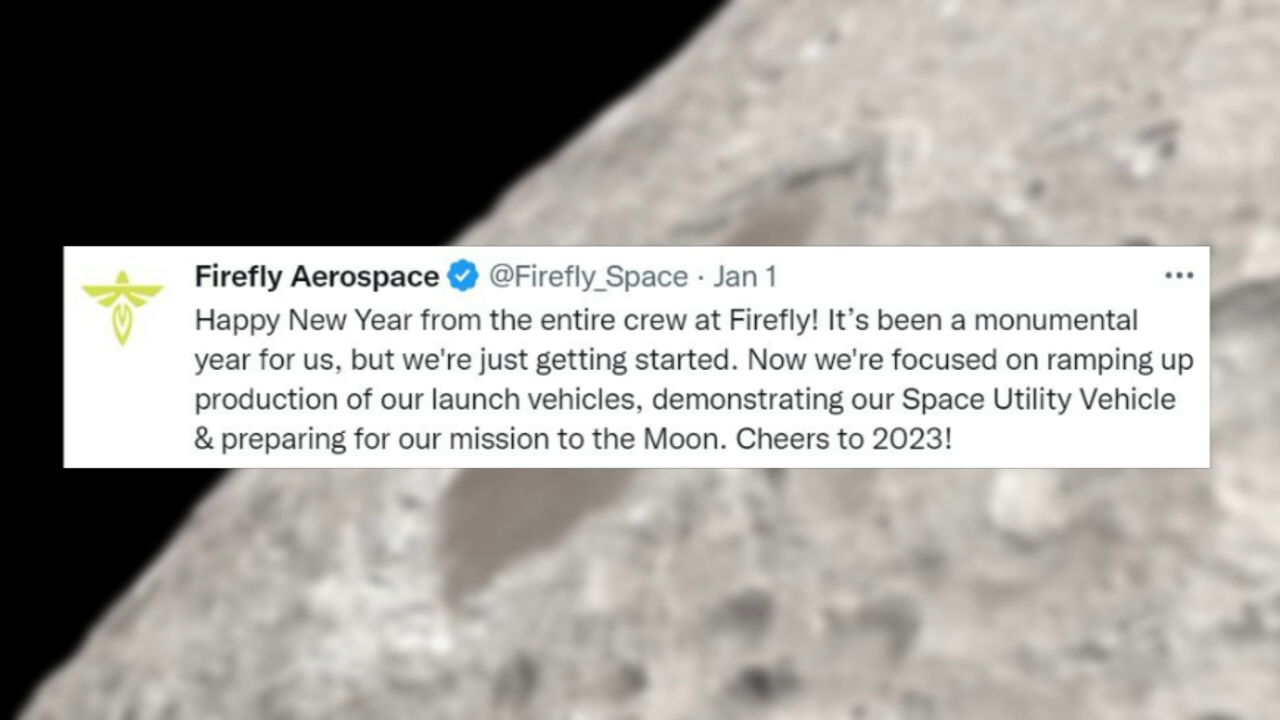 Firefly Aerospace @Firefly_Space · Jan 1
Happy New Year from the entire crew at Firefly! It’s been a monumental
year for us, but we're just getting started. Now we're focused on ramping up
production of our launch vehicles, demonstrating our Space Utility Vehicle
& preparing for our mission to the Moon. Cheers to 2023!